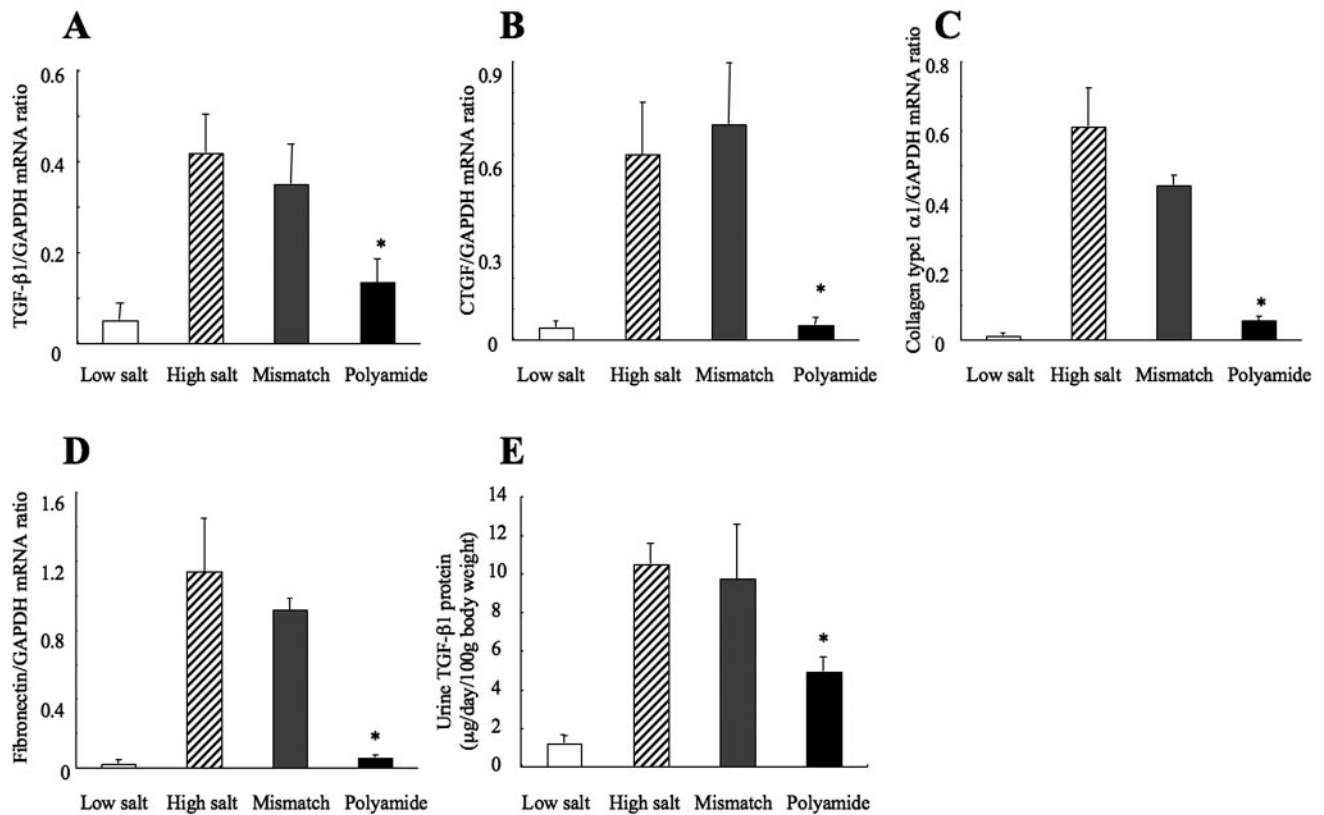 A
TGF-β1/GAPDH mRNA ratio
0.6
0.4
0.2
0
*
Low salt High salt Mismatch Polyamide
B
CTGF/GAPDH mRNA ratio
0.9
0.6
0.3
0
*
Low salt High salt Mismatch Polyamide
C
Collagen type1 α1/GAPDH mRNA ratio
0.8
0.6
0.4
0.2
0
*
Low salt High salt Mismatch Polyamide
D
Fibronectin/GAPDH mRNA ratio
1.6
1.2
0.8
0.4
0
*
Low salt High salt Mismatch Polyamide
E
Urine TGF-β1 protein
(μg/day/100g body weight)
14
12
10
8
6
4
2
0
*
Low salt High salt Mismatch Polyamide